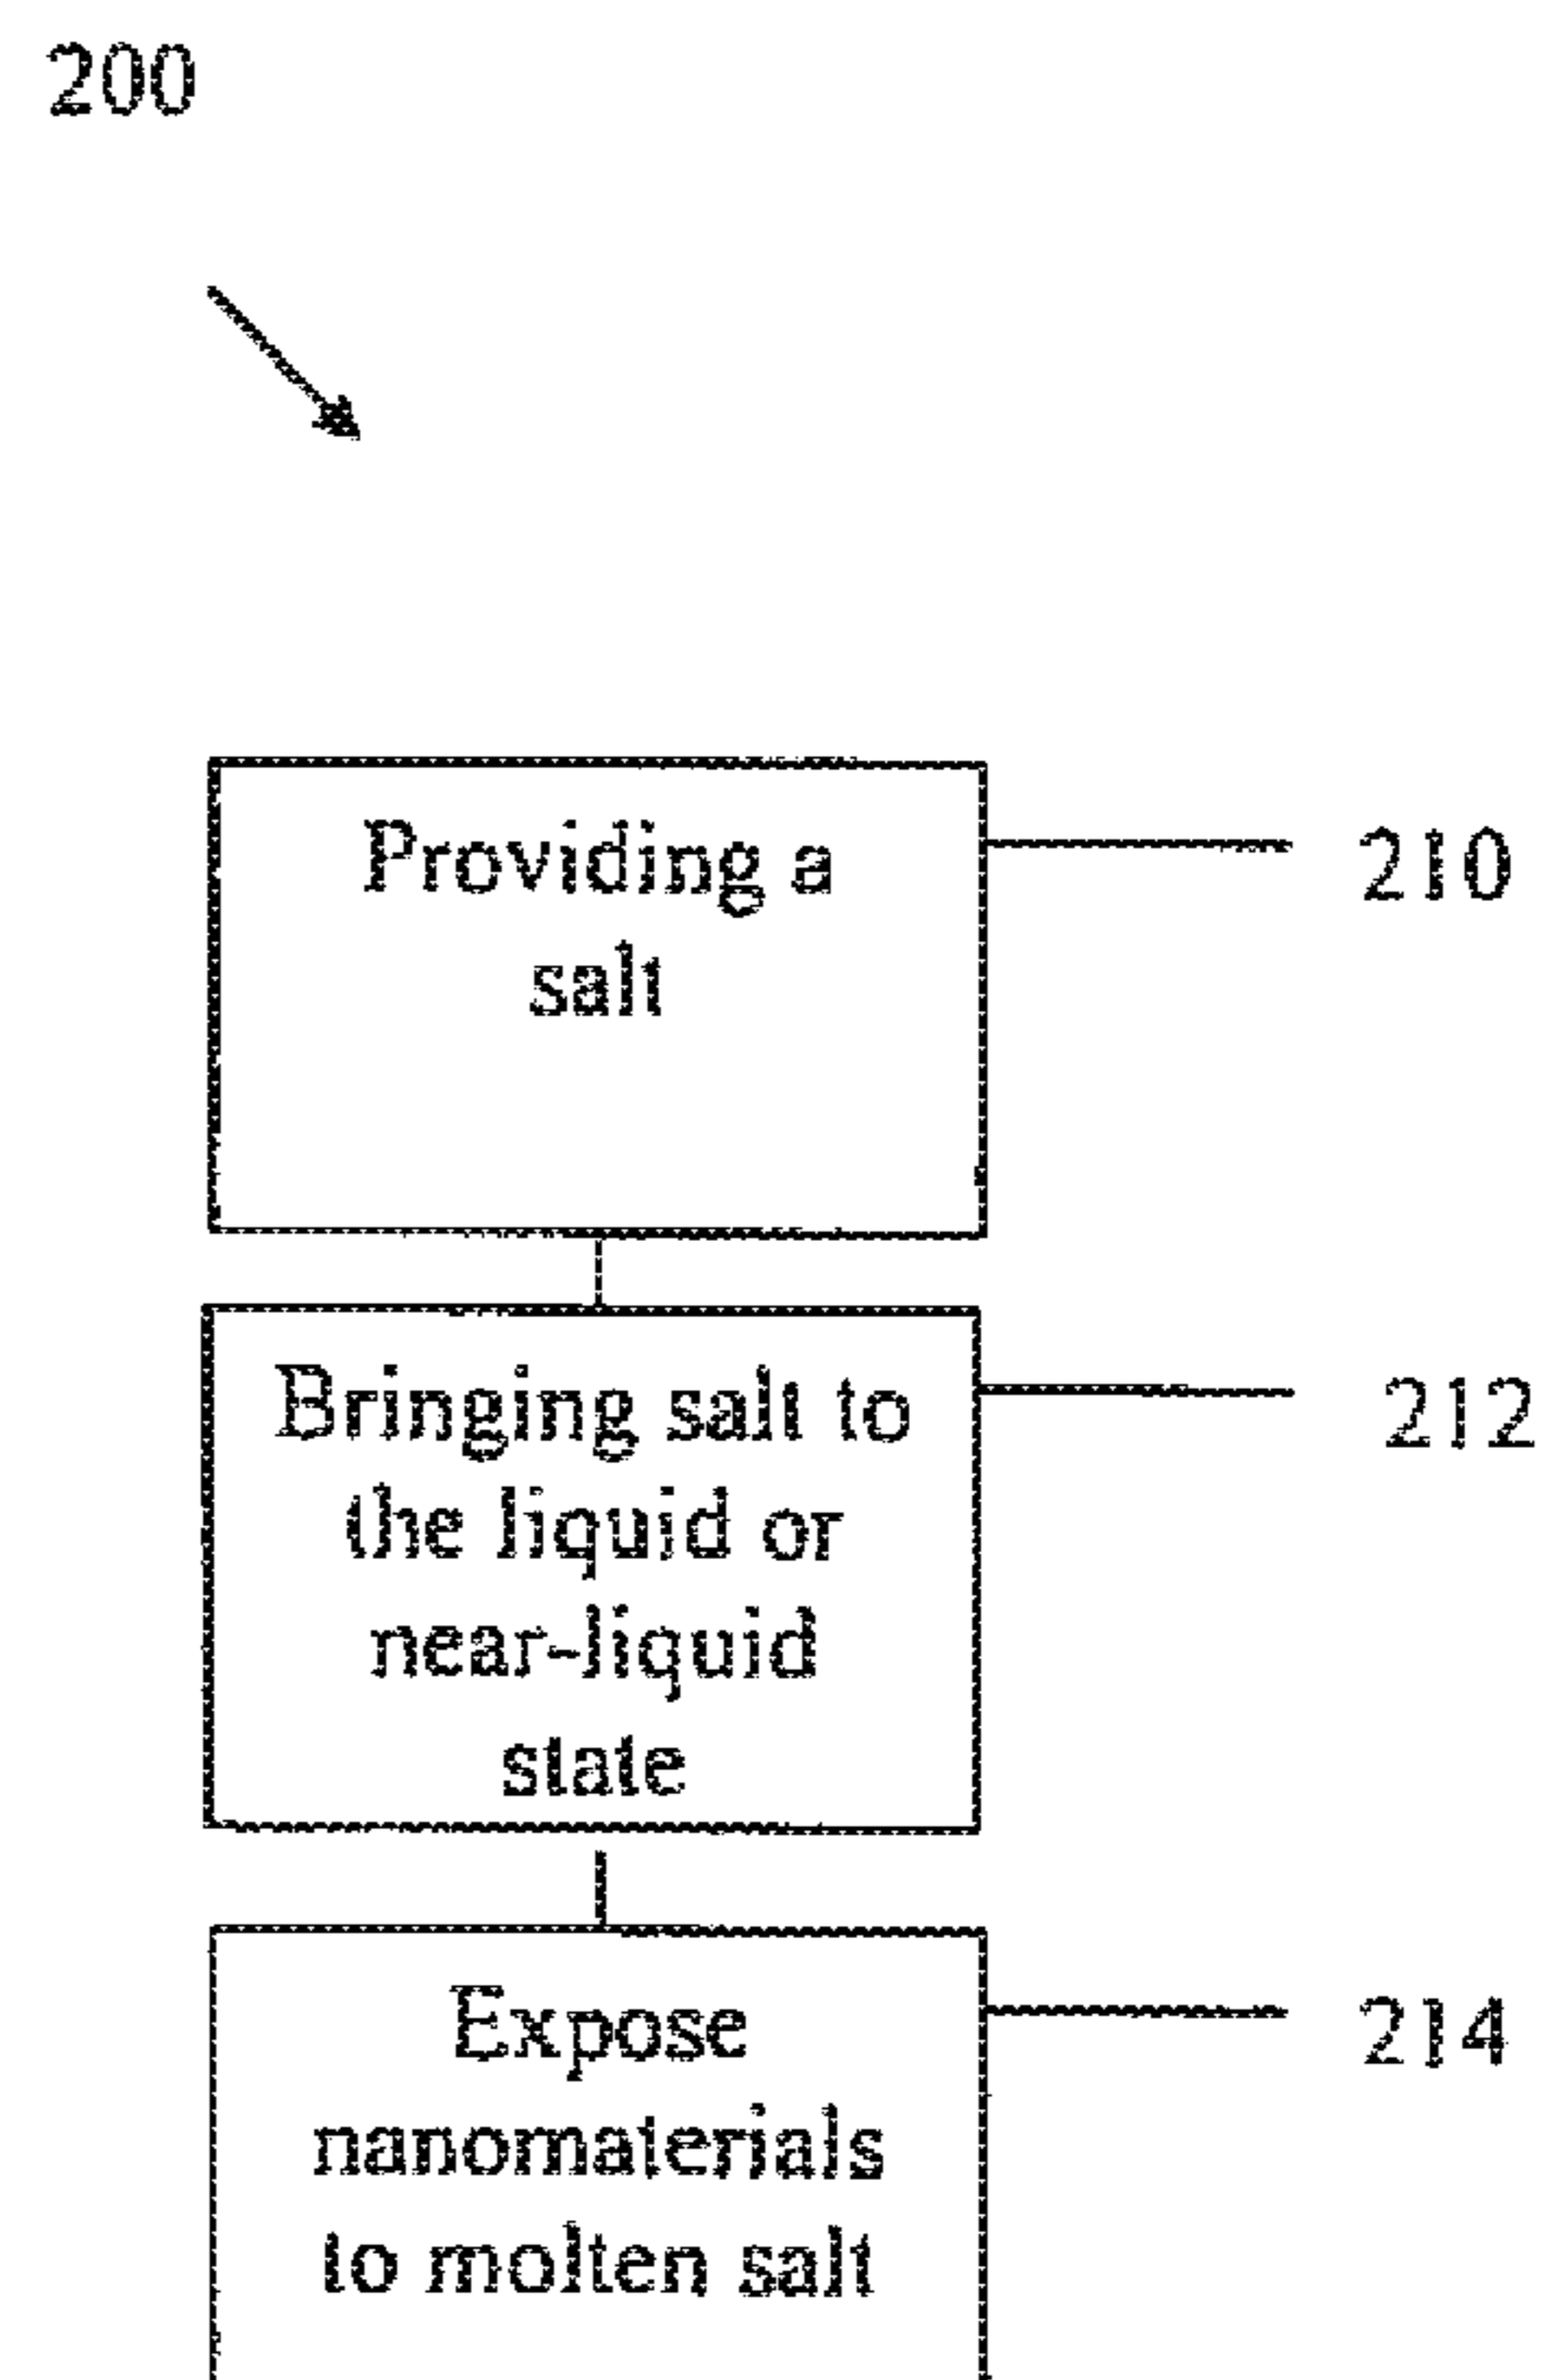 200
Providing a
salt
210
Bringing salt to
the liquid or
near-liquid
state
212
Expose
nanomaterials
to molten salt
214